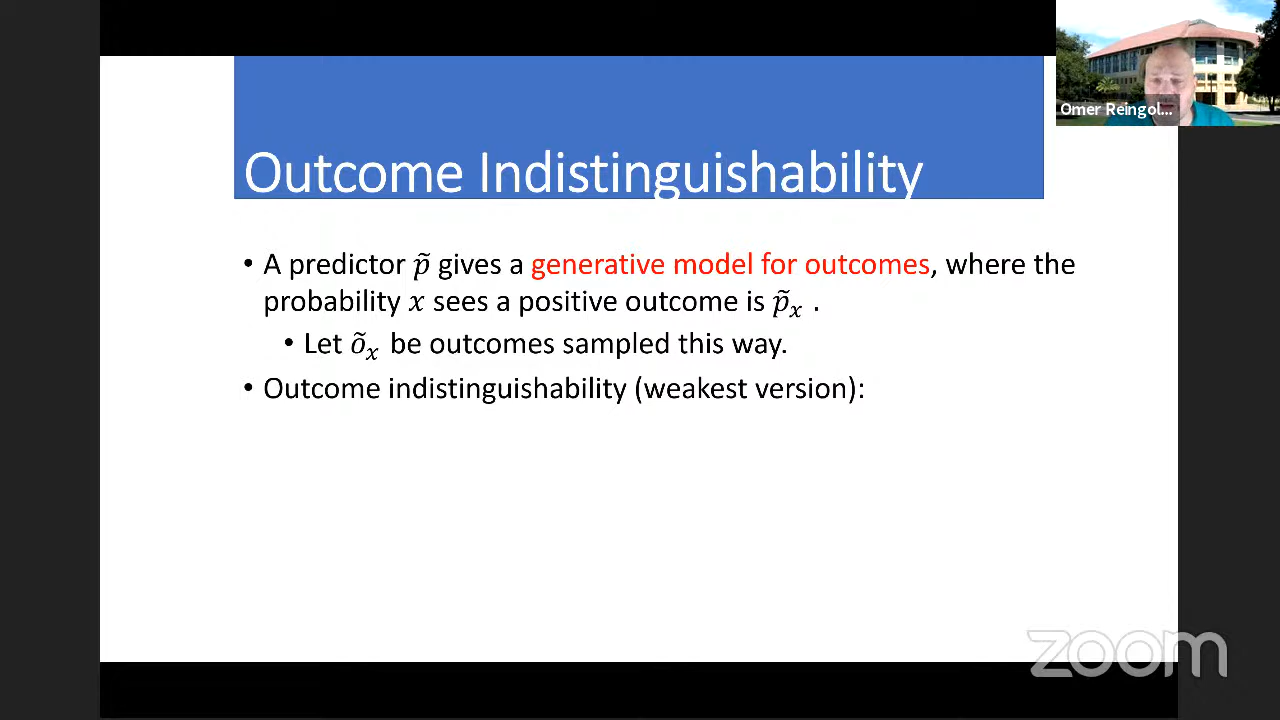 Omer Reingol...
Outcome Indistinguishability
• A predictor p̃ gives a generative model for outcomes, where the
probability x sees a positive outcome is p̃ₓ .
• Let õₓ be outcomes sampled this way.
• Outcome indistinguishability (weakest version):
zoom